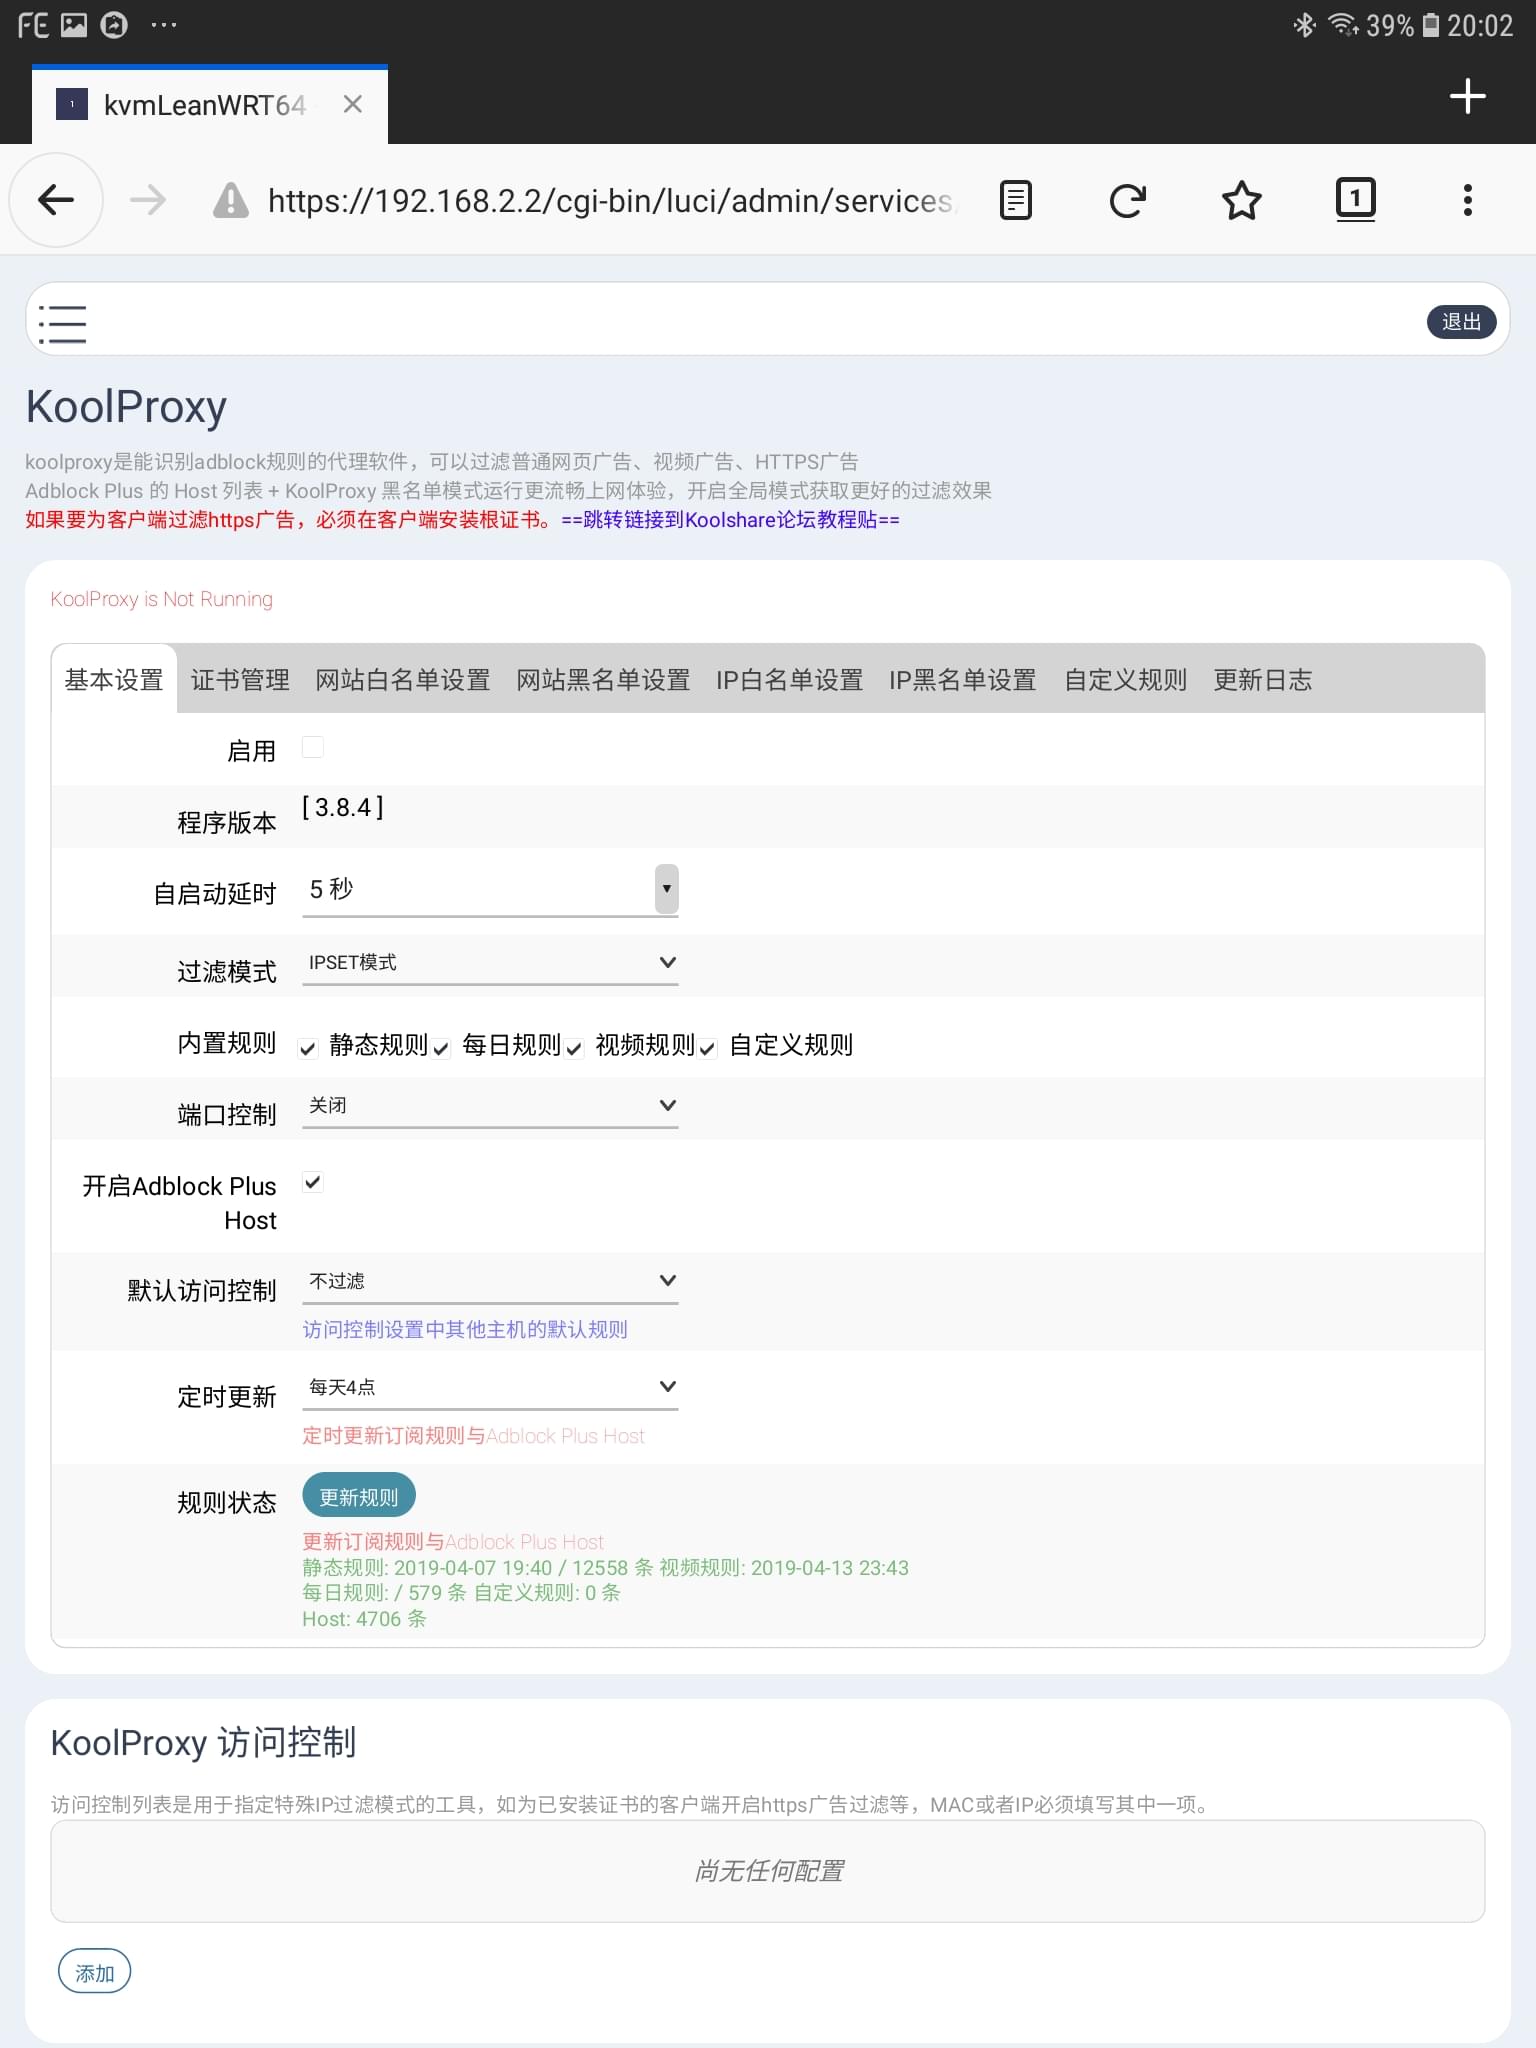 39% 20:02
kvmLeanWRT64
https://192.168.2.2/cgi-bin/luci/admin/services/
1
退出
KoolProxy
koolproxy是能识别adblock规则的代理软件，可以过滤普通网页广告、视频广告、HTTPS广告
Adblock Plus 的 Host 列表 + KoolProxy 黑名单模式运行更流畅上网体验，开启全局模式获取更好的过滤效果
如果要为客户端过滤https广告，必须在客户端安装根证书。==跳转链接到Koolshare论坛教程贴==
KoolProxy is Not Running
基本设置 证书管理 网站白名单设置 网站黑名单设置 IP白名单设置 IP黑名单设置 自定义规则 更新日志
启用
程序版本 [ 3.8.4 ]
自启动延时 5 秒
过滤模式 IPSET模式
内置规则 静态规则 每日规则 视频规则 自定义规则
端口控制 关闭
开启Adblock Plus
Host
默认访问控制 不过滤
访问控制设置中其他主机的默认规则
定时更新 每天4点
定时更新订阅规则与Adblock Plus Host
规则状态 更新规则
更新订阅规则与Adblock Plus Host
静态规则: 2019-04-07 19:40 / 12558 条 视频规则: 2019-04-13 23:43
每日规则: / 579 条 自定义规则: 0 条
Host: 4706 条
KoolProxy 访问控制
访问控制列表是用于指定特殊IP过滤模式的工具，如为已安装证书的客户端开启https广告过滤等，MAC或者IP必须填写其中一项。
尚无任何配置
添加